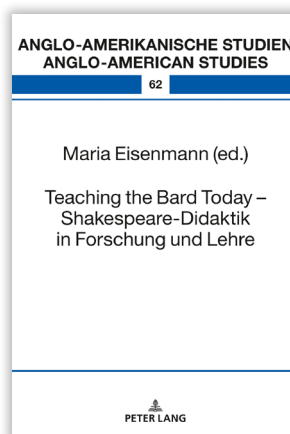 ANGLO-AMERIKANISCHE STUDIEN
ANGLO-AMERICAN STUDIES
62
Maria Eisenmann (ed.)
Teaching the Bard Today –
Shakespeare-Didaktik
in Forschung und Lehre
PETER LANG